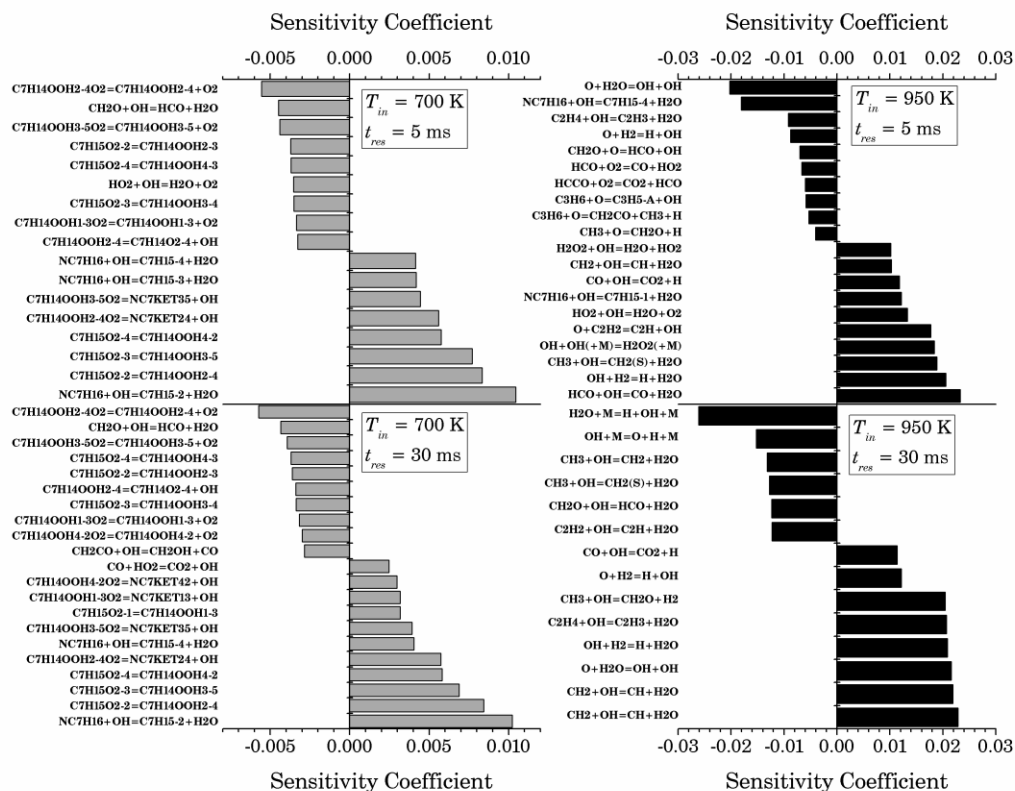 Sensitivity Coefficient
Sensitivity Coefficient
-0.005 0.000 0.005 0.010
-0.03 -0.02 -0.01 0.00 0.01 0.02 0.03
C7H14OOH2-4O2=C7H14OOH2-4+O2
CH2O+OH=HCO+H2O
C7H14OOH3-5O2=C7H14OOH3-5+O2
C7H15O2-2=C7H14OOH2-3
C7H15O2-4=C7H14OOH4-3
HO2+OH=H2O+O2
C7H15O2-3=C7H14OOH3-4
C7H14OOH1-3O2=C7H14OOH1-3+O2
C7H14OOH2-4=C7H14O2-4+OH
NC7H16+OH=C7H15-4+H2O
NC7H16+OH=C7H15-3+H2O
C7H14OOH3-5O2=NC7KET35+OH
C7H14OOH2-4O2=NC7KET24+OH
C7H15O2-4=C7H14OOH4-2
C7H15O2-3=C7H14OOH3-5
C7H15O2-2=C7H14OOH2-4
NC7H16+OH=C7H15-2+H2O
T in = 700 K
t res = 5 ms
O+H2O=OH+OH
NC7H16+OH=C7H15-4+H2O
C2H4+OH=C2H3+H2O
O+H2=H+OH
CH2O+O=HCO+OH
HCO+O2=CO+HO2
HCCO+O2=CO2+HCO
C3H6+O=C3H5-A+OH
C3H6+O=CH2CO+CH3+H
CH3+O=CH2O+H
H2O2+OH=H2O+HO2
CH2+OH=CH+H2O
CO+OH=CO2+H
NC7H16+OH=C7H15-1+H2O
HO2+OH=H2O+O2
O+C2H2=C2H+OH
OH+OH(+M)=H2O2(+M)
CH3+OH=CH2(S)+H2O
OH+H2=H+H2O
HCO+OH=CO+H2O
T in = 950 K
t res = 5 ms
C7H14OOH2-4O2=C7H14OOH2-4+O2
CH2O+OH=HCO+H2O
C7H14OOH3-5O2=C7H14OOH3-5+O2
C7H15O2-4=C7H14OOH4-3
C7H15O2-2=C7H14OOH2-3
C7H14OOH2-4=C7H14O2-4+OH
C7H15O2-3=C7H14OOH3-4
C7H14OOH1-3O2=C7H14OOH1-3+O2
C7H14OOH4-2O2=C7H14OOH4-2+O2
CH2CO+OH=CH2OH+CO
CO+HO2=CO2+OH
C7H14OOH4-2O2=NC7KET42+OH
C7H14OOH1-3O2=NC7KET13+OH
C7H15O2-1=C7H14OOH1-3
C7H14OOH3-5O2=NC7KET35+OH
NC7H16+OH=C7H15-4+H2O
C7H14OOH2-4O2=NC7KET24+OH
C7H15O2-4=C7H14OOH4-2
C7H15O2-3=C7H14OOH3-5
C7H15O2-2=C7H14OOH2-4
NC7H16+OH=C7H15-2+H2O
T in = 700 K
t res = 30 ms
H2O+M=H+OH+M
OH+M=O+H+M
CH3+OH=CH2+H2O
CH3+OH=CH2(S)+H2O
CH2O+OH=HCO+H2O
C2H2+OH=C2H+H2O
CO+OH=CO2+H
O+H2=H+OH
CH3+OH=CH2O+H2
C2H4+OH=C2H3+H2O
OH+H2=H+H2O
O+H2O=OH+OH
CH2+OH=CH+H2O
CH2+OH=CH+H2O
T in = 950 K
t res = 30 ms
-0.005 0.000 0.005 0.010
-0.03 -0.02 -0.01 0.00 0.01 0.02 0.03
Sensitivity Coefficient
Sensitivity Coefficient